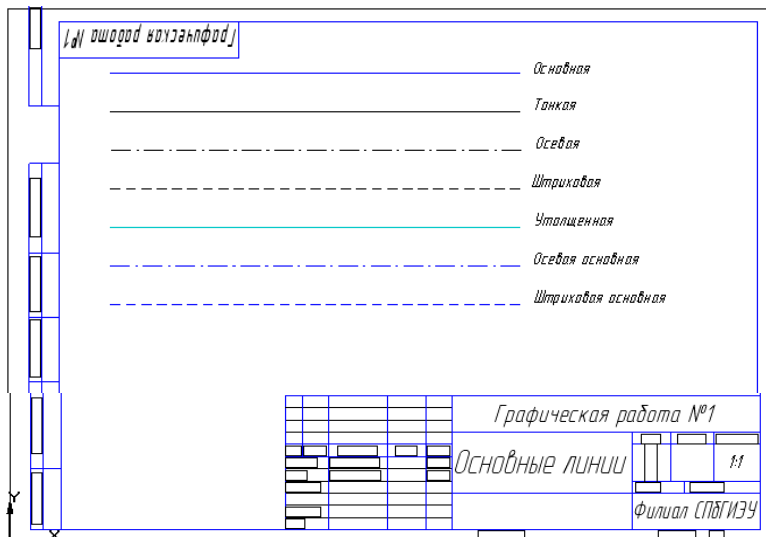 Графическая работа №1
Основная
Тонкая
Осевая
Штриховая
Утолщенная
Осевая основная
Штриховая основная
Графическая работа №1
Основные линии
1:1
Филиал СПбГИЭУ
Y
X